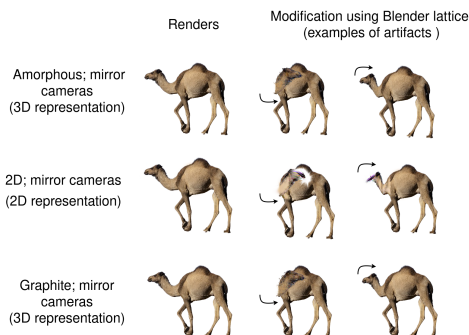 Renders
Modification using Blender lattice
(examples of artifacts )
Amorphous; mirror
cameras
(3D representation)
2D; mirror cameras
(2D representation)
Graphite; mirror
cameras
(3D representation)